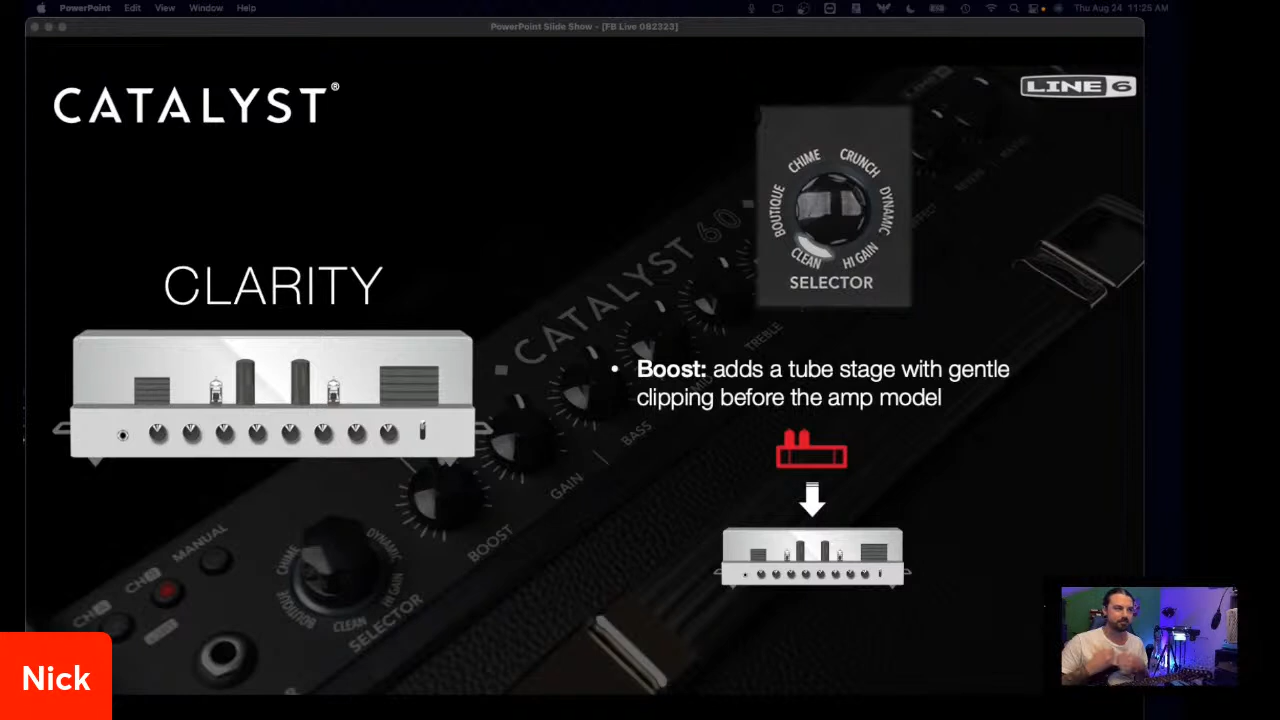 PowerPoint Edit View Window Help
Thu Aug 24 11:25 AM
PowerPoint Slide Show - [FB Live 082323]
CATALYST®
LINE 6
CHIME CRUNCH
BOUTIQUE DYNAMIC
CLEAN HI GAIN
SELECTOR
CLARITY
CATALYST 60
TREBLE
BASS
GAIN
BOOST
• Boost: adds a tube stage with gentle
clipping before the amp model
MANUAL
CH B
CH A
CHIME DYNAMIC
BOUTIQUE HI GAIN
CLEAN
SELECTOR
Nick